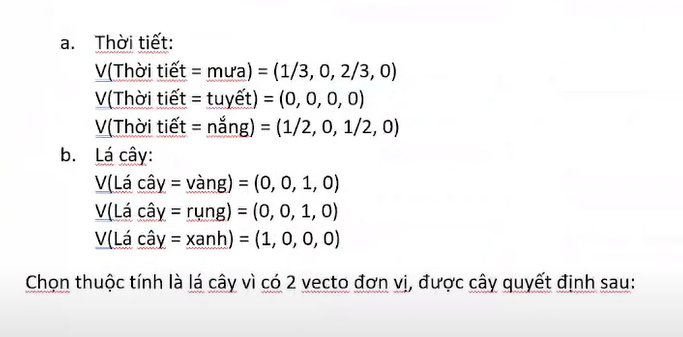 a. Thời tiết:
V(Thời tiết = mưa) = (1/3, 0, 2/3, 0)
V(Thời tiết = tuyết) = (0, 0, 0, 0)
V(Thời tiết = nắng) = (1/2, 0, 1/2, 0)
b. Lá cây:
V(Lá cây = vàng) = (0, 0, 1, 0)
V(Lá cây = rụng) = (0, 0, 1, 0)
V(Lá cây = xanh) = (1, 0, 0, 0)
Chọn thuộc tính là lá cây vì có 2 vecto đơn vị, được cây quyết định sau: